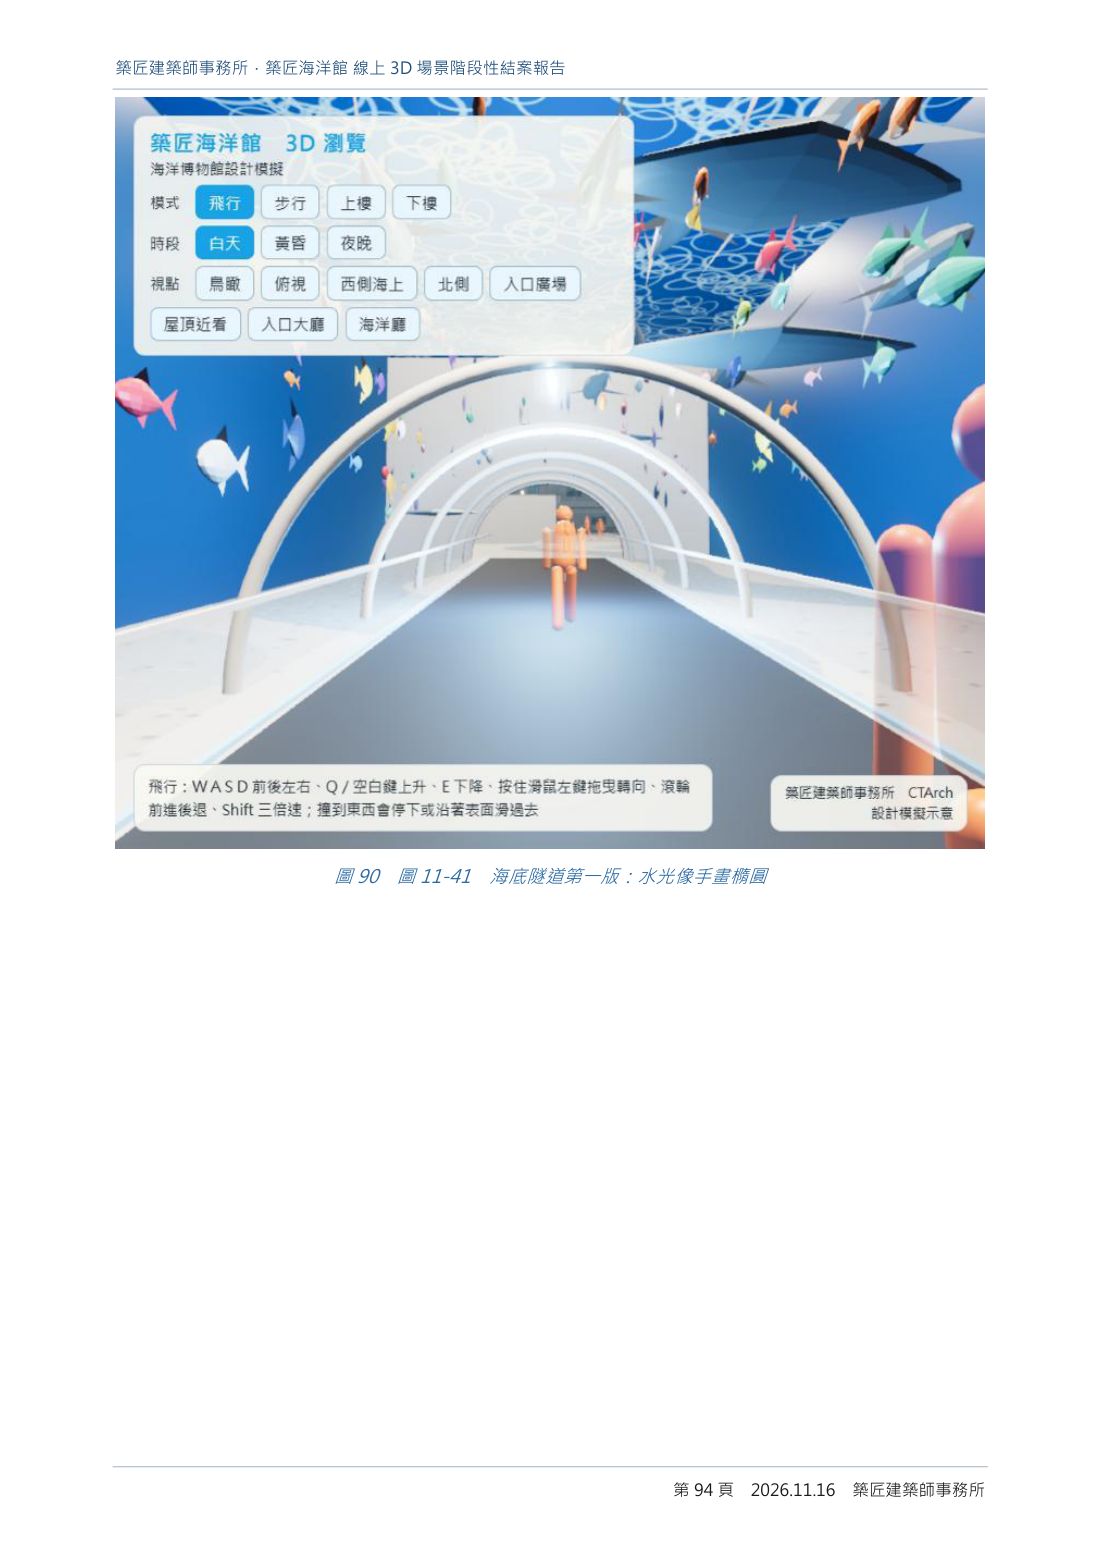 築匠建築師事務所．築匠海洋館 線上 3D 場景階段性結案報告
築匠海洋館　3D 瀏覽
海洋博物館設計模擬
模式 飛行 步行 上樓 下樓
時段 白天 黃昏 夜晚
視點 鳥瞰 俯視 西側海上 北側 入口廣場
屋頂近看 入口大廳 海洋廳
飛行：W A S D 前後左右、Q / 空白鍵上升、E 下降、按住滑鼠左鍵拖曳轉向、滾輪
前進後退、Shift 三倍速；撞到東西會停下或沿著表面滑過去
築匠建築師事務所　CTArch
設計模擬示意
圖 90　圖 11-41　海底隧道第一版：水光像手畫橢圓
第 94 頁　2026.11.16　築匠建築師事務所